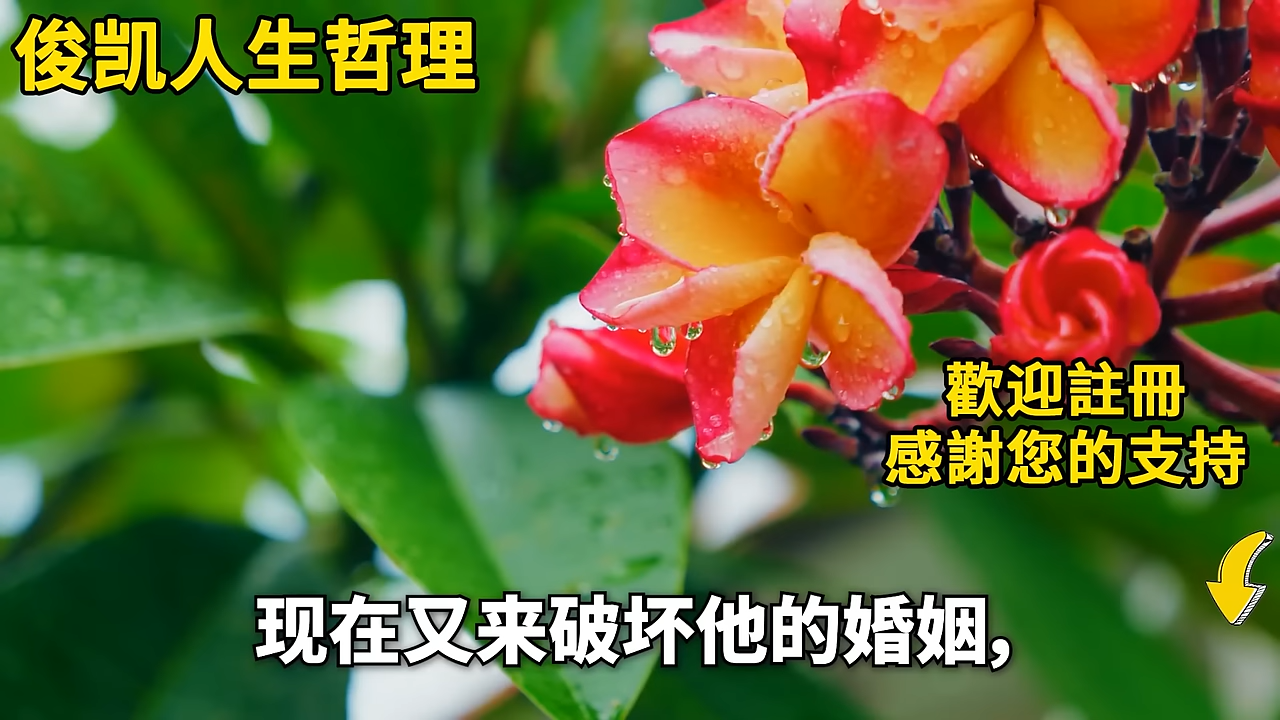 俊凯人生哲理
歡迎註冊
感謝您的支持
现在又来破坏他的婚姻,